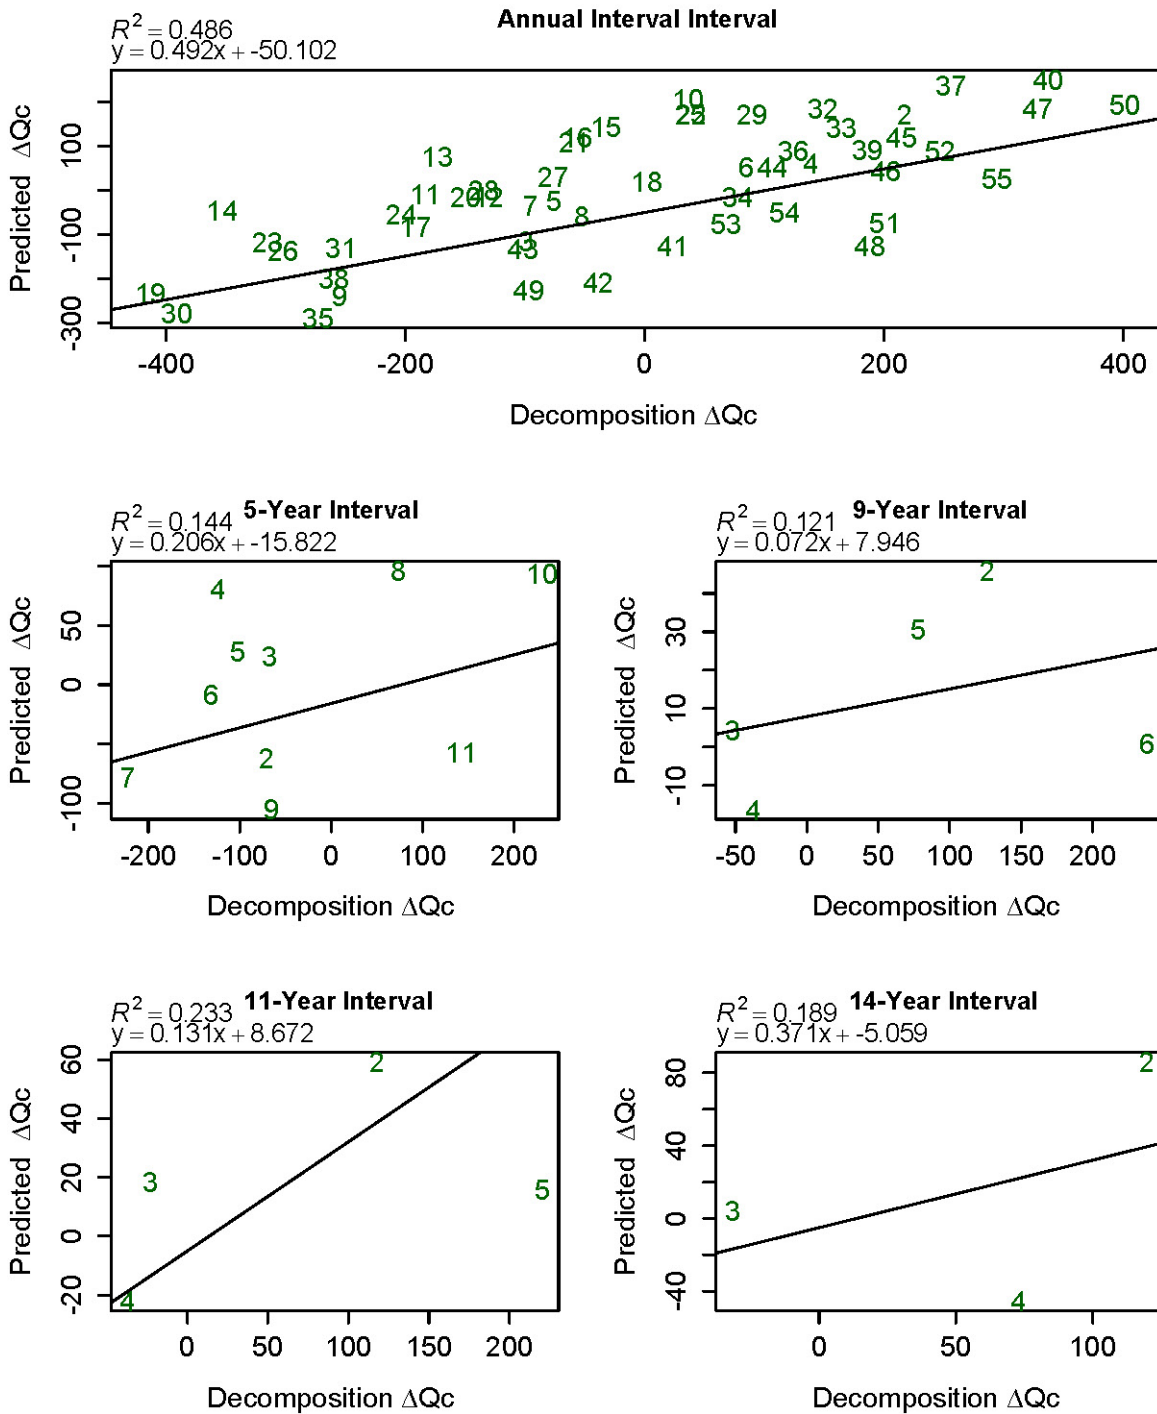 Annual Interval Interval
R² = 0.486
y = 0.492x + -50.102
Predicted ΔQc
100
-100
-300
37 40
10 32 47 50
22 29 2
16 15 33 45
21 36 39 52
13 6 44 4 46
27 18 55
11 20 28 12 34
14 24 7 5 54
17 8 53 51
23 26 31 43 3 41 48
38 42
19 9 49
30 35
-400 -200 0 200 400
Decomposition ΔQc
5-Year Interval
R² = 0.144
y = 0.206x + -15.822
Predicted ΔQc
50
0
-100
8 10
4
5 3
6
2 11
7
9
-200 -100 0 100 200
Decomposition ΔQc
9-Year Interval
R² = 0.121
y = 0.072x + 7.946
Predicted ΔQc
30
10
-10
2
5
3
6
4
-50 0 50 100 150 200
Decomposition ΔQc
11-Year Interval
R² = 0.233
y = 0.131x + 8.672
Predicted ΔQc
60
40
20
0
-20
2
3
5
4
0 50 100 150 200
Decomposition ΔQc
14-Year Interval
R² = 0.189
y = 0.371x + -5.059
Predicted ΔQc
80
40
0
-40
2
3
4
0 50 100
Decomposition ΔQc